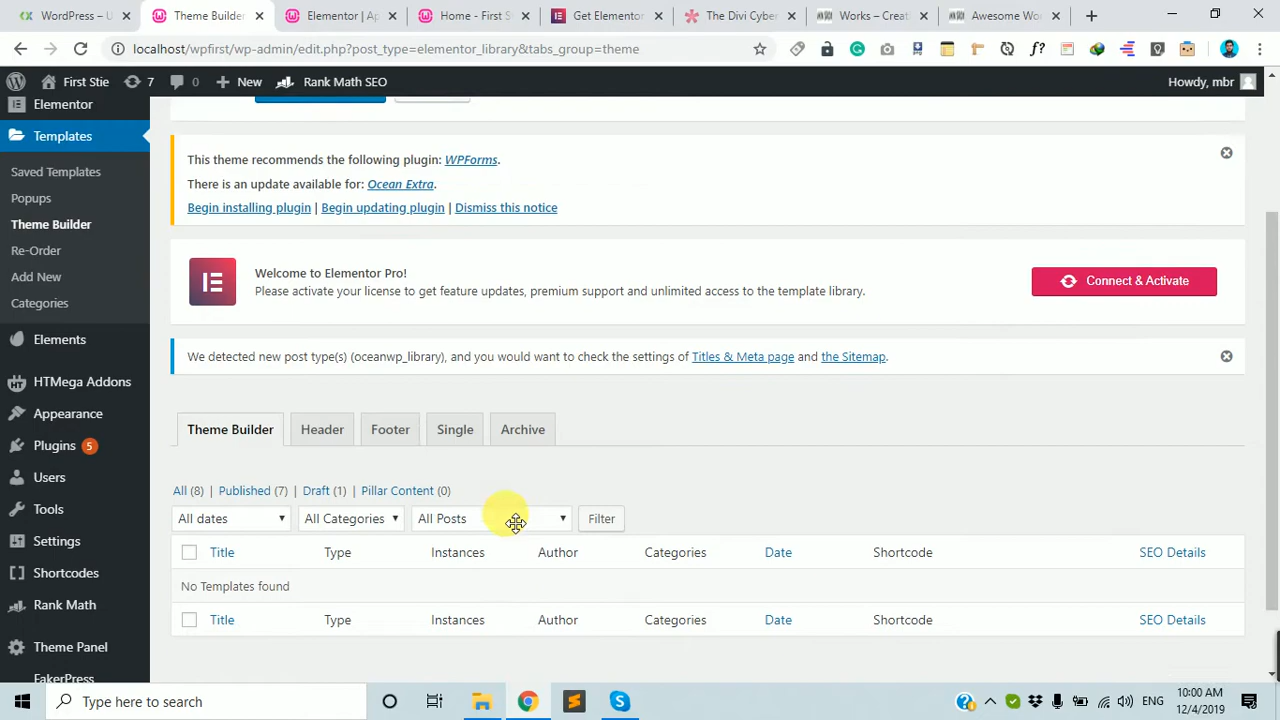 WordPress – U
Theme Builder
Elementor | Ap
Home - First S
Get Elementor
The Divi Cyber
Works – Creati
Awesome Wor
localhost/wpfirst/wp-admin/edit.php?post_type=elementor_library&tabs_group=theme
First Stie
7
0
New
Rank Math SEO
Howdy, mbr
Elementor
Templates
Saved Templates
Popups
Theme Builder
Re-Order
Add New
Categories
Elements
HTMega Addons
Appearance
Plugins 5
Users
Tools
Settings
Shortcodes
Rank Math
Theme Panel
FakerPress
This theme recommends the following plugin: WPForms.
There is an update available for: Ocean Extra.
Begin installing plugin | Begin updating plugin | Dismiss this notice
Welcome to Elementor Pro!
Please activate your license to get feature updates, premium support and unlimited access to the template library.
Connect & Activate
We detected new post type(s) (oceanwp_library), and you would want to check the settings of Titles & Meta page and the Sitemap.
Theme Builder Header Footer Single Archive
All (8) | Published (7) | Draft (1) | Pillar Content (0)
All dates All Categories All Posts Filter
Title Type Instances Author Categories Date Shortcode SEO Details
No Templates found
Title Type Instances Author Categories Date Shortcode SEO Details
Type here to search
ENG
10:00 AM
12/4/2019